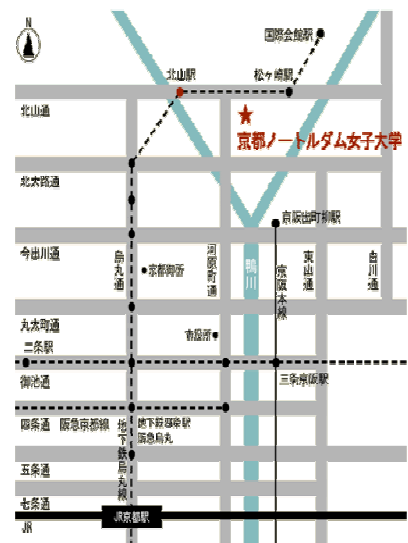 N
国際会館駅
北山駅
松ヶ崎駅
北山通
京都ノートルダム女子大学
北大路通
京阪出町柳駅
今出川通
烏丸通
京都御所
河原町通
鴨川
京阪本線
東山通
白川通
丸太町通
市役所
二条駅
御池通
三条京阪駅
四条通
阪急京都線
地下鉄烏丸線
地下鉄四条駅
阪急烏丸
五条通
七条通
JR京都駅
JR